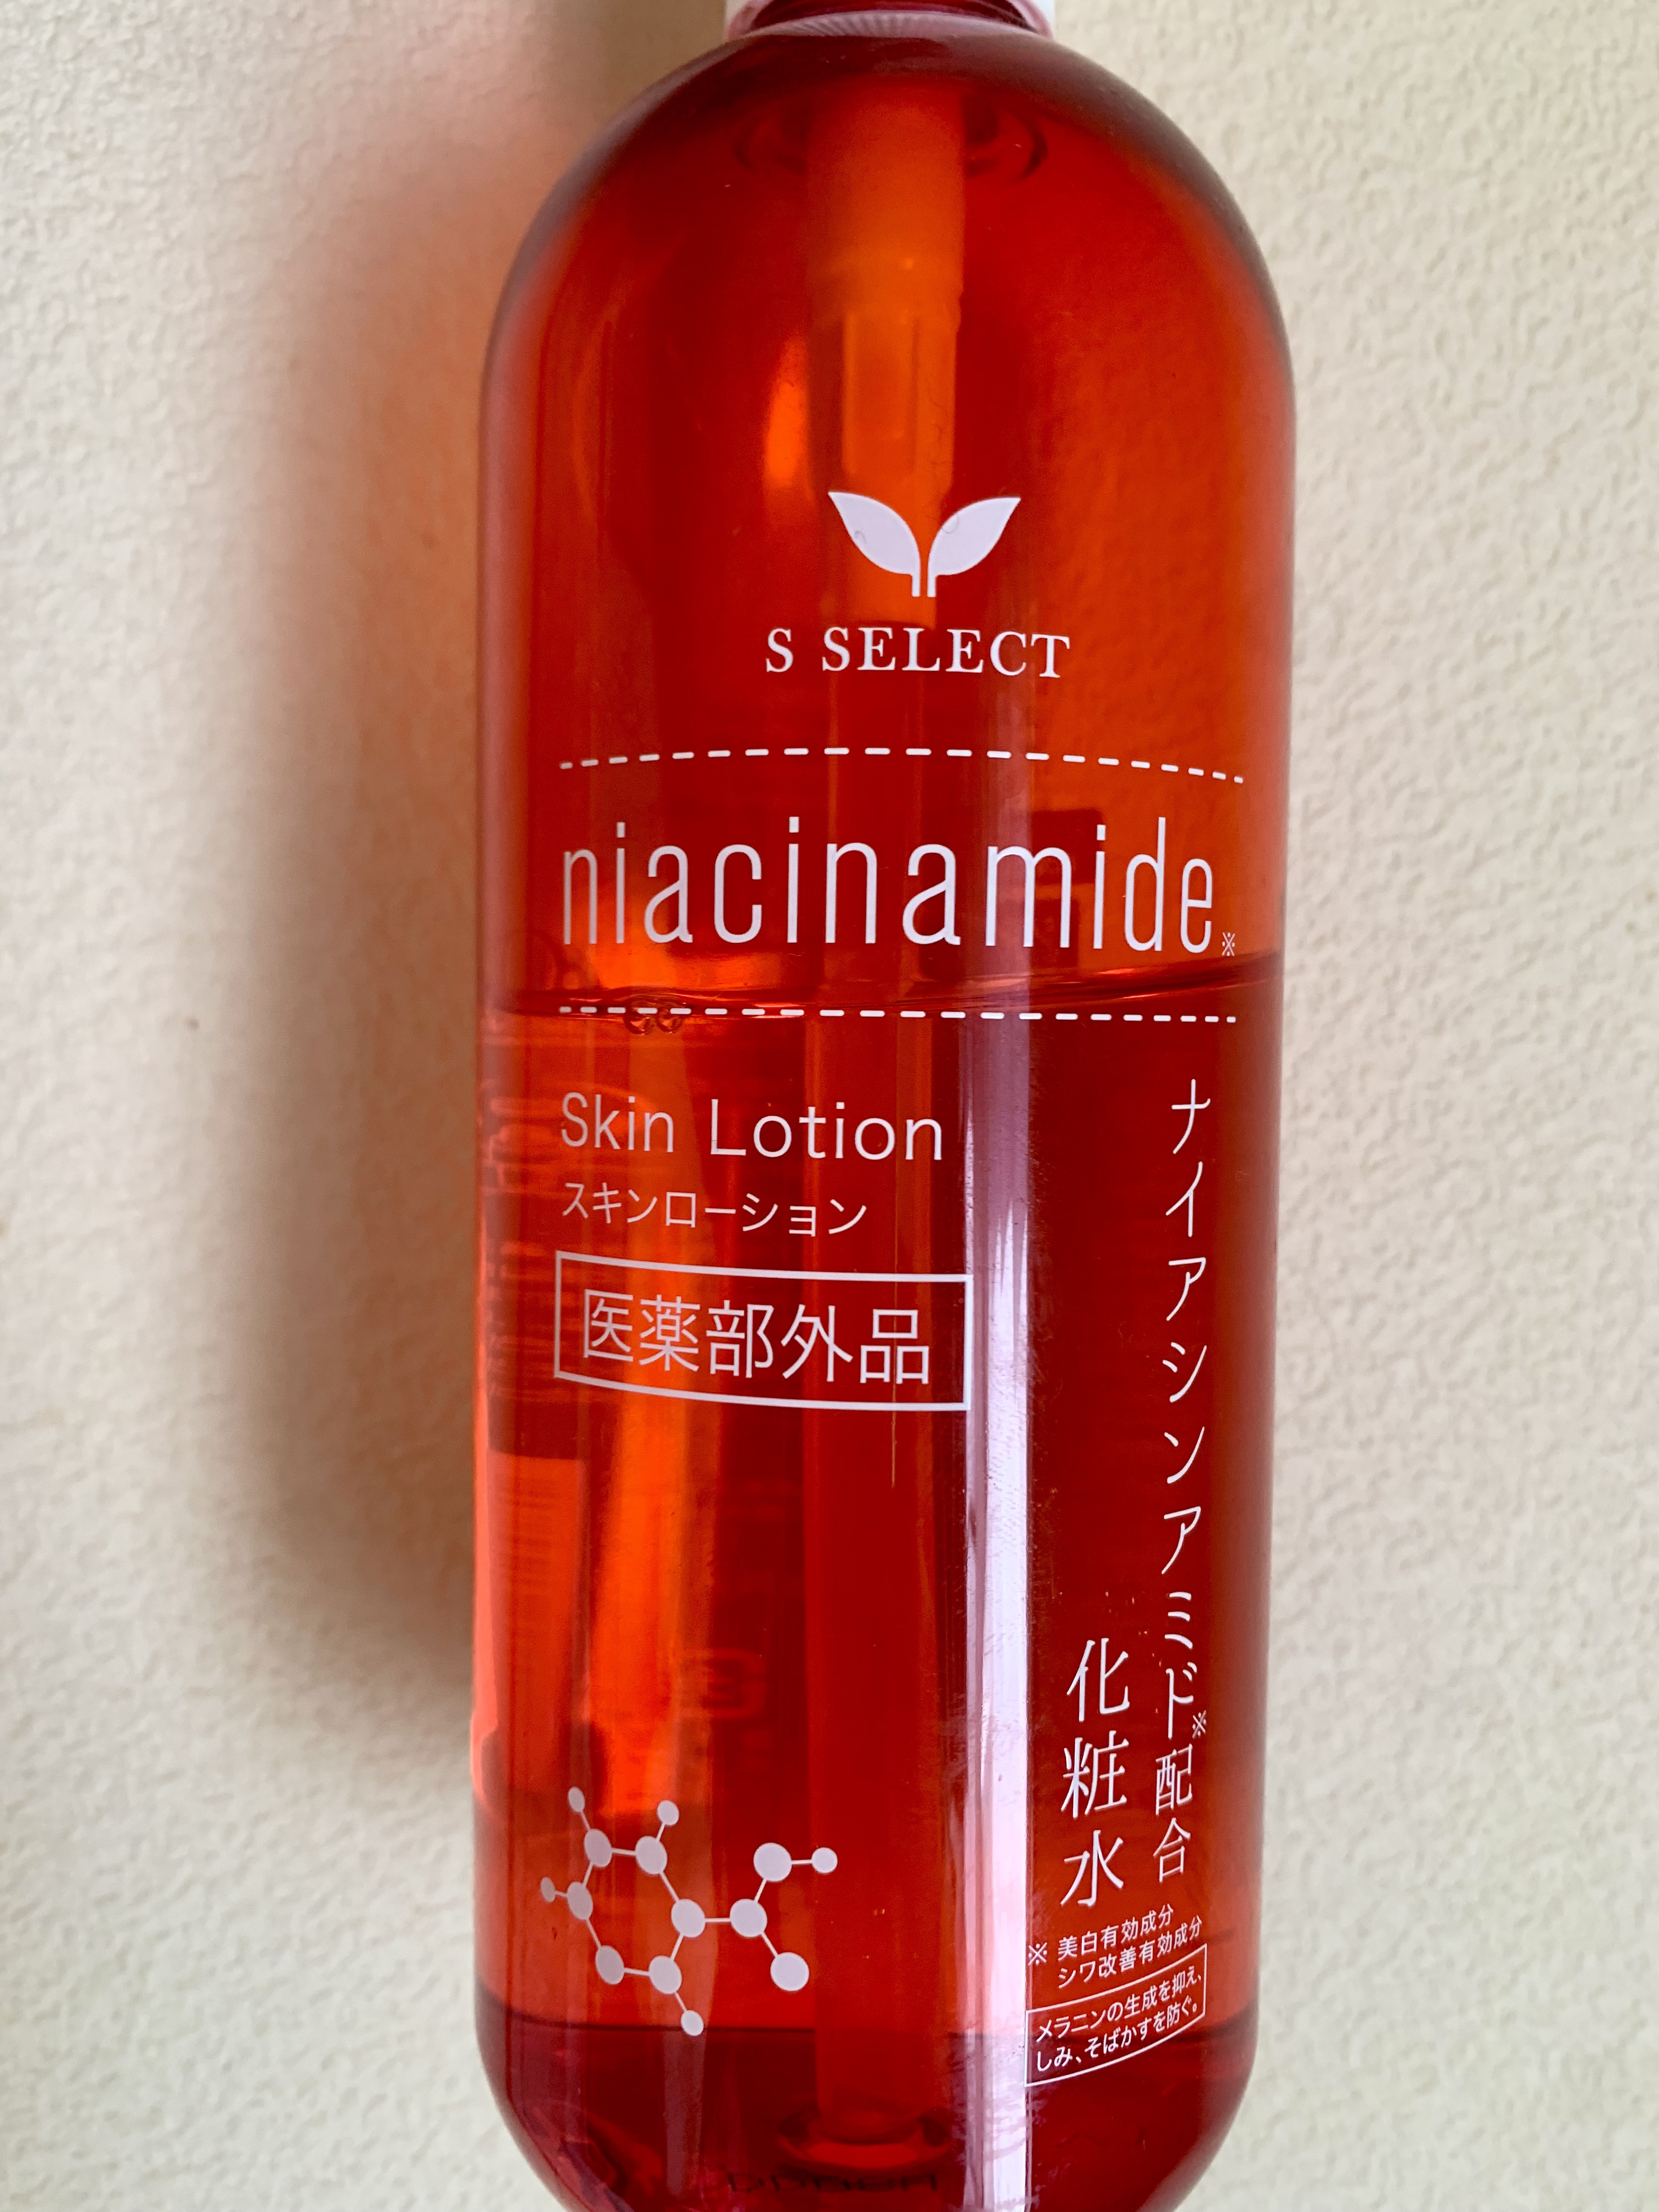 S SELECT
niacinamide※
Skin Lotion
スキンローション
医薬部外品
ナイアシンアミド※配合
化粧水
※ 美白有効成分
シワ改善有効成分
メラニンの生成を抑え、
しみ、そばかすを防ぐ。